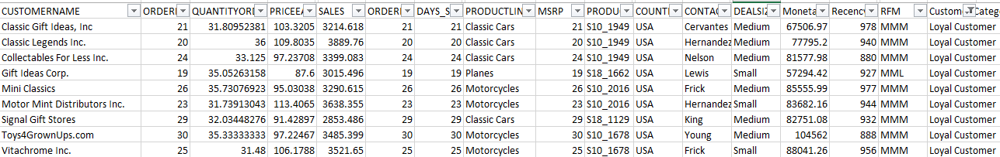 CUSTOMERNAME ORDERI QUANTITYORI PRICEEA SALES ORDERI DAYS_S PRODUCTLIN MSRP PRODU COUNT CONTAC DEALSIZ Moneta Recency RFM Custome Categ
Classic Gift Ideas, Inc 21 31.80952381 103.3205 3214.618 21 21 Classic Cars 21 S10_1949 USA Cervantes Medium 67506.97 978 MMM Loyal Customer
Classic Legends Inc. 20 36 109.8035 3889.76 20 20 Classic Cars 20 S10_1949 USA Hernandez Medium 77795.2 940 MMM Loyal Customer
Collectables For Less Inc. 24 33.125 97.23708 3399.083 24 24 Classic Cars 24 S10_1949 USA Nelson Medium 81577.98 880 MMM Loyal Customer
Gift Ideas Corp. 19 35.05263158 87.6 3015.496 19 19 Planes 19 S18_1662 USA Lewis Small 57294.42 927 MML Loyal Customer
Mini Classics 26 35.73076923 95.03038 3290.615 26 26 Motorcycles 26 S10_2016 USA Frick Medium 85555.99 977 MMM Loyal Customer
Motor Mint Distributors Inc. 23 31.73913043 113.4065 3638.355 23 23 Motorcycles 23 S10_2016 USA Hernandez Small 83682.16 944 MMM Loyal Customer
Signal Gift Stores 29 32.03448276 91.42897 2853.486 29 29 Classic Cars 29 S18_1129 USA King Medium 82751.08 932 MMM Loyal Customer
Toys4GrownUps.com 30 35.33333333 97.22467 3485.399 30 30 Motorcycles 30 S10_1678 USA Young Medium 104562 888 MMM Loyal Customer
Vitachrome Inc. 25 31.48 106.1788 3521.65 25 25 Motorcycles 25 S10_1678 USA Frick Small 88041.26 956 MMM Loyal Customer